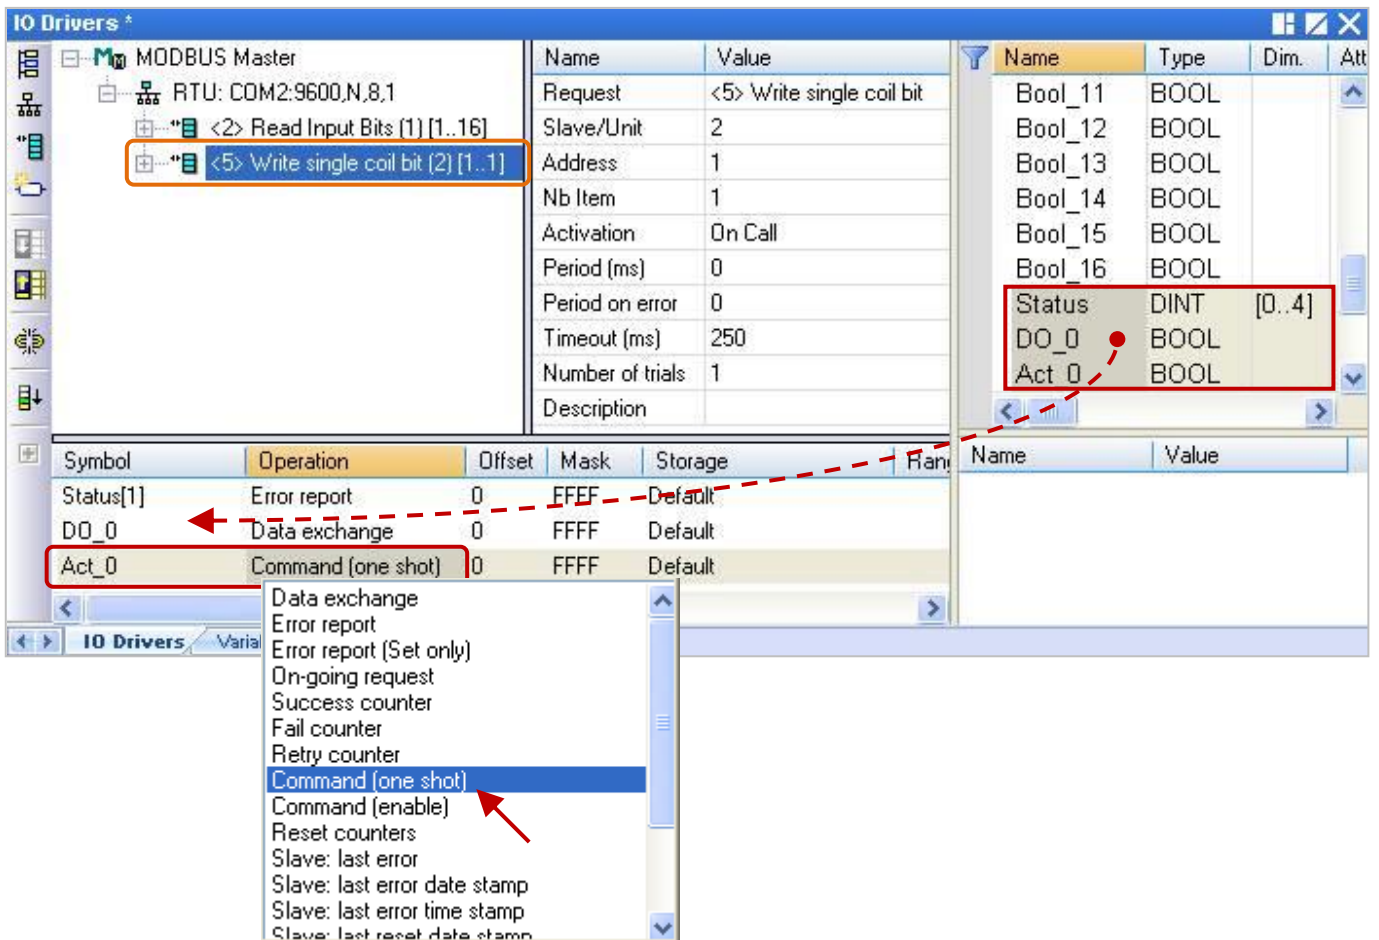 IO Drivers *
MODBUS Master
RTU: COM2:9600,N,8,1
<2> Read Input Bits (1) [1..16]
<5> Write single coil bit (2) [1..1]
Name Value
Request <5> Write single coil bit
Slave/Unit 2
Address 1
Nb Item 1
Activation On Call
Period (ms) 0
Period on error 0
Timeout (ms) 250
Number of trials 1
Description
Name Type Dim. Att
Bool_11 BOOL
Bool_12 BOOL
Bool_13 BOOL
Bool_14 BOOL
Bool_15 BOOL
Bool_16 BOOL
Status DINT [0..4]
DO_0 BOOL
Act_0 BOOL
Symbol Operation Offset Mask Storage Rang
Status[1] Error report 0 FFFF Default
DO_0 Data exchange 0 FFFF Default
Act_0 Command (one shot) 0 FFFF Default
Name Value
IO Drivers Varial
Data exchange
Error report
Error report (Set only)
On-going request
Success counter
Fail counter
Retry counter
Command (one shot)
Command (enable)
Reset counters
Slave: last error
Slave: last error date stamp
Slave: last error time stamp
Slave: last reset date stamp